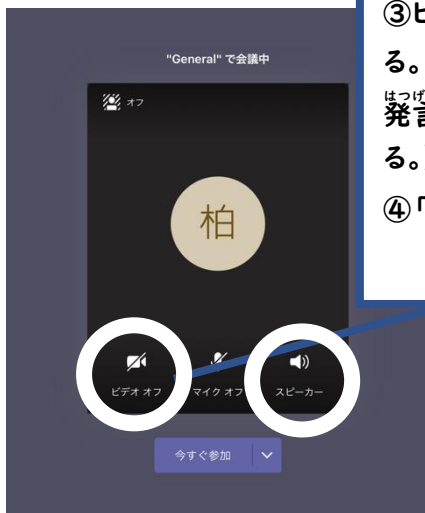 "General" で会議中
オフ
柏
ビデオ オフ
マイク オフ
スピーカー
今すぐ参加
③ビ
る。
はつげ
発言
る。
④「